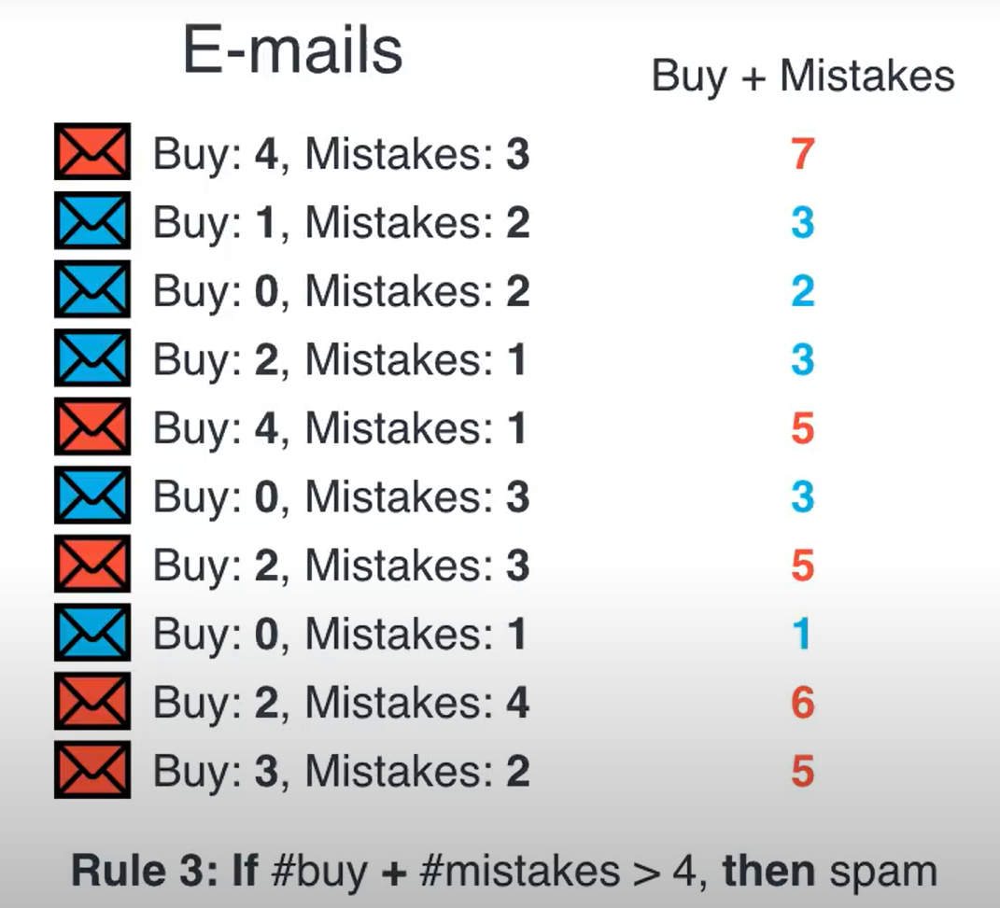 E-mails
Buy + Mistakes
Buy: 4, Mistakes: 3 7
Buy: 1, Mistakes: 2 3
Buy: 0, Mistakes: 2 2
Buy: 2, Mistakes: 1 3
Buy: 4, Mistakes: 1 5
Buy: 0, Mistakes: 3 3
Buy: 2, Mistakes: 3 5
Buy: 0, Mistakes: 1 1
Buy: 2, Mistakes: 4 6
Buy: 3, Mistakes: 2 5
Rule 3: If #buy + #mistakes > 4, then spam